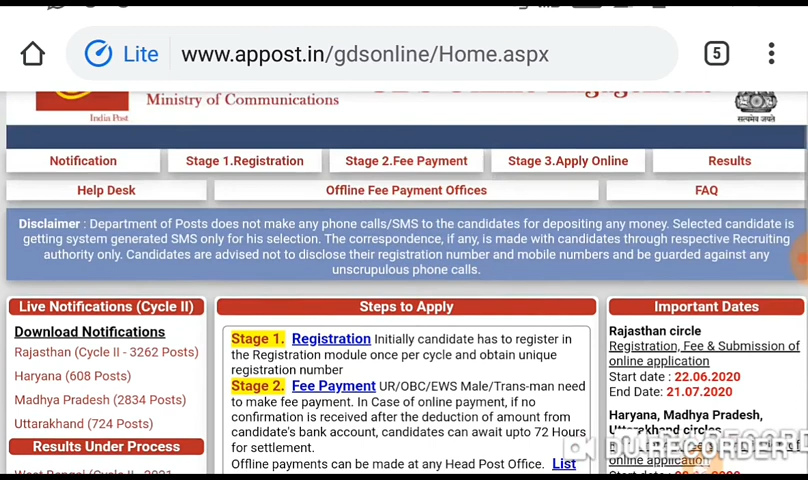 Lite www.appost.in/gdsonline/Home.aspx 5
India Post
Ministry of Communications
सत्यमेव जयते
Notification Stage 1.Registration Stage 2.Fee Payment Stage 3.Apply Online Results
Help Desk Offline Fee Payment Offices FAQ
Disclaimer : Department of Posts does not make any phone calls/SMS to the candidates for depositing any money. Selected candidate is
getting system generated SMS only for his selection. The correspondence, if any, is made with candidates through respective Recruiting
authority only. Candidates are advised not to disclose their registration number and mobile numbers and be guarded against any
unscrupulous phone calls.
Live Notifications (Cycle II)
Download Notifications
Rajasthan (Cycle II - 3262 Posts)
Haryana (608 Posts)
Madhya Pradesh (2834 Posts)
Uttarakhand (724 Posts)
Results Under Process
West Bengal (Cycle II - 2021
Steps to Apply
Stage 1. Registration Initially candidate has to register in
the Registration module once per cycle and obtain unique
registration number
Stage 2. Fee Payment UR/OBC/EWS Male/Trans-man need
to make fee payment. In Case of online payment, if no
confirmation is received after the deduction of amount from
candidate's bank account, candidates can await upto 72 Hours
for settlement.
Offline payments can be made at any Head Post Office. List
Important Dates
Rajasthan circle
Registration, Fee & Submission of
online application
Start date : 22.06.2020
End Date: 21.07.2020
Haryana, Madhya Pradesh,
Uttarakhand circles
online application
DU RECORDER